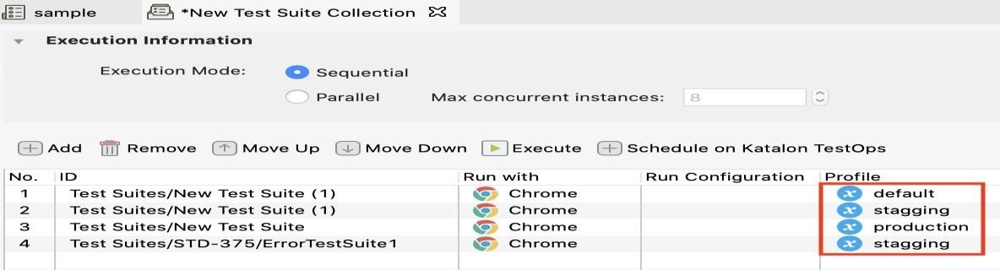 sample *New Test Suite Collection
Execution Information
Execution Mode: Sequential
Parallel Max concurrent instances: 8
Add Remove Move Up Move Down Execute Schedule on Katalon TestOps
No. ID Run with Run Configuration Profile
1 Test Suites/New Test Suite (1) Chrome default
2 Test Suites/New Test Suite (1) Chrome stagging
3 Test Suites/New Test Suite Chrome production
4 Test Suites/STD-375/ErrorTestSuite1 Chrome stagging